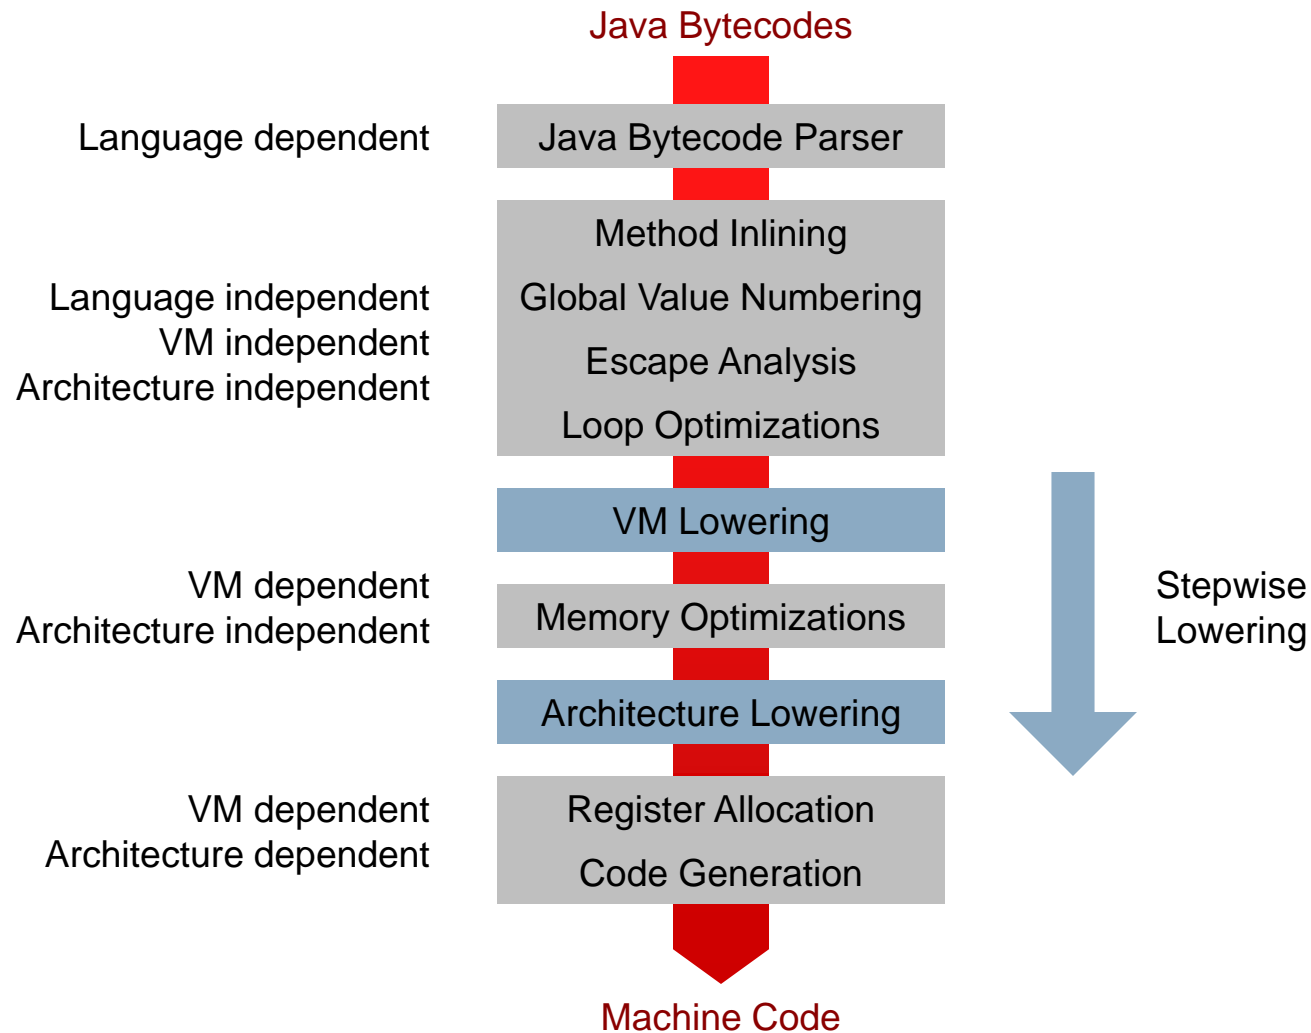 Java Bytecodes
Language dependent
Java Bytecode Parser
Method Inlining
Language independent
VM independent
Architecture independent
Global Value Numbering
Escape Analysis
Loop Optimizations
VM Lowering
VM dependent
Architecture independent
Memory Optimizations
Stepwise
Lowering
Architecture Lowering
VM dependent
Architecture dependent
Register Allocation
Code Generation
Machine Code